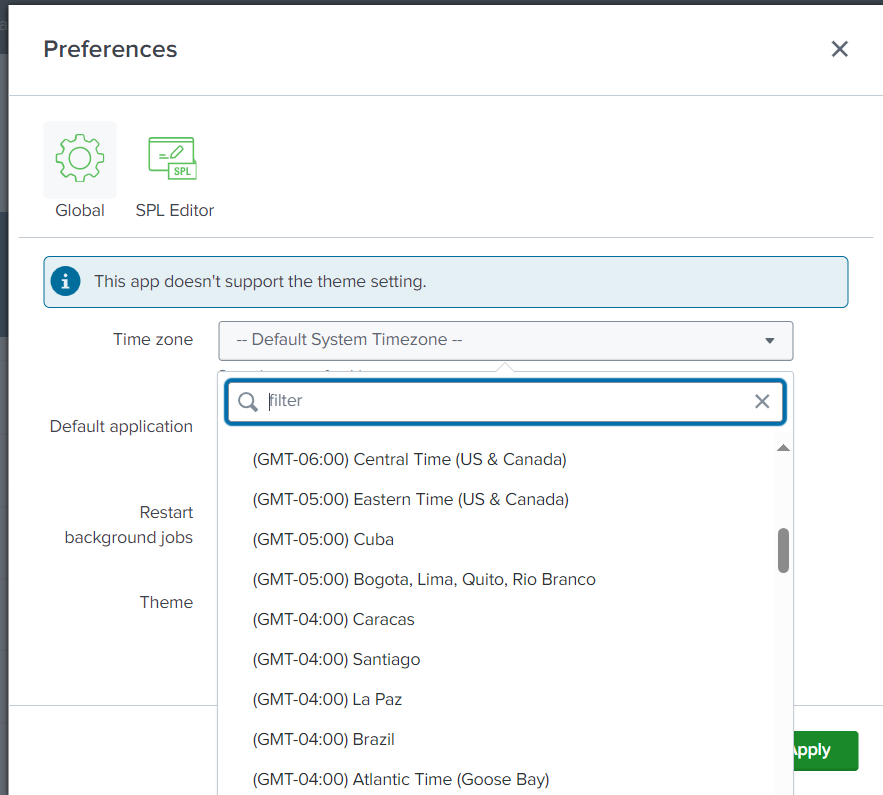 Preferences
SPL
Global
SPL Editor
This app doesn't support the theme setting.
Time zone
-- Default System Timezone --
filter
Default application
(GMT-06:00) Central Time (US & Canada)
(GMT-05:00) Eastern Time (US & Canada)
Restart
background jobs
(GMT-05:00) Cuba
(GMT-05:00) Bogota, Lima, Quito, Rio Branco
Theme
(GMT-04:00) Caracas
(GMT-04:00) Santiago
(GMT-04:00) La Paz
(GMT-04:00) Brazil
Apply
(GMT-04:00) Atlantic Time (Goose Bay)